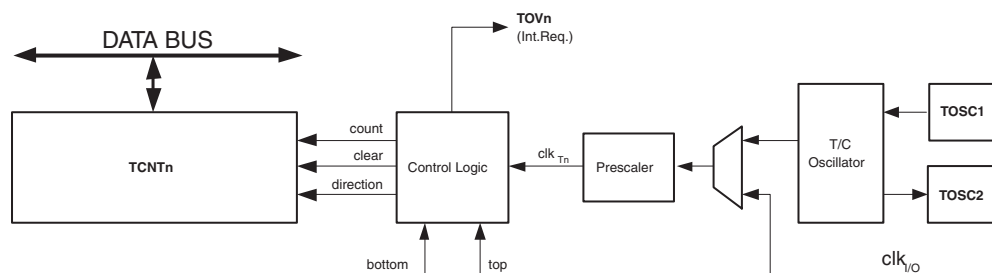 DATA BUS
TOVn
(Int.Req.)
TCNTn
count
clear
direction
Control Logic
clk Tn
Prescaler
T/C
Oscillator
TOSC1
TOSC2
bottom
top
clk I/O